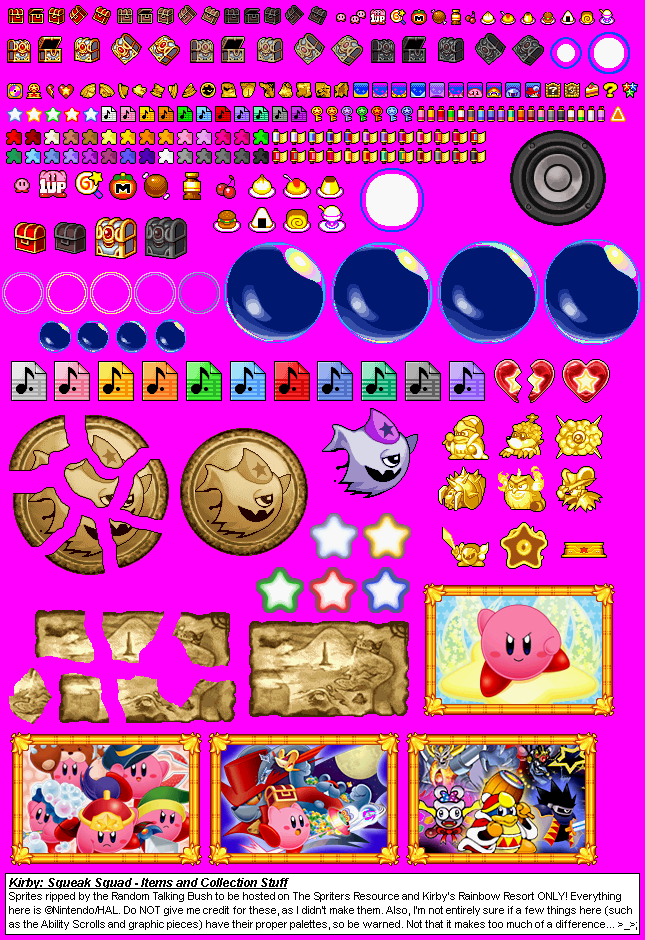 1UP
M
1UP
M
Kirby: Squeak Squad - Items and Collection Stuff
Sprites ripped by the Random Talking Bush to be hosted on The Spriters Resource and Kirby's Rainbow Resort ONLY! Everything
here is ©Nintendo/HAL. Do NOT give me credit for these, as I didn't make them. Also, I'm not entirely sure if a few things here (such
as the Ability Scrolls and graphic pieces) have their proper palettes, so be warned. Not that it makes too much of a difference... >_>;